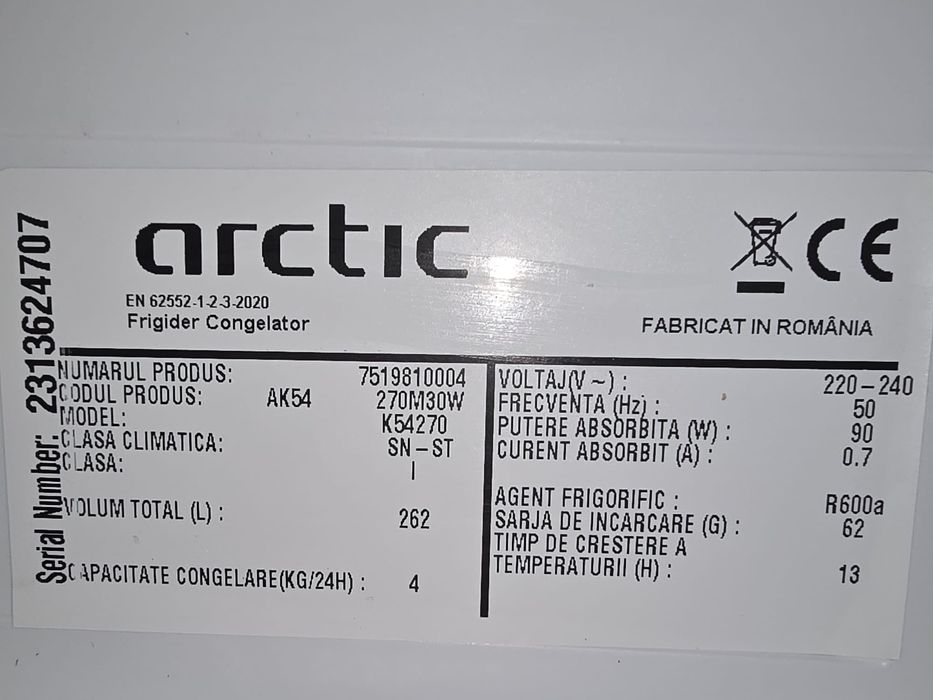 arctic
CE
EN 62552-1-2-3-2020
Frigider Congelator
FABRICAT IN ROMÂNIA
Serial Number: 2313624707
NUMARUL PRODUS: 7519810004
CODUL PRODUS: AK54 270M30W
MODEL: K54270
CLASA CLIMATICA: SN-ST
CLASA: I
VOLUM TOTAL (L) : 262
CAPACITATE CONGELARE(KG/24H) : 4
VOLTAJ(V ~) : 220-240
FRECVENTA (Hz) : 50
PUTERE ABSORBITA (W) : 90
CURENT ABSORBIT (A) : 0.7
AGENT FRIGORIFIC : R600a
SARJA DE INCARCARE (G) : 62
TIMP DE CRESTERE A
TEMPERATURII (H) : 13